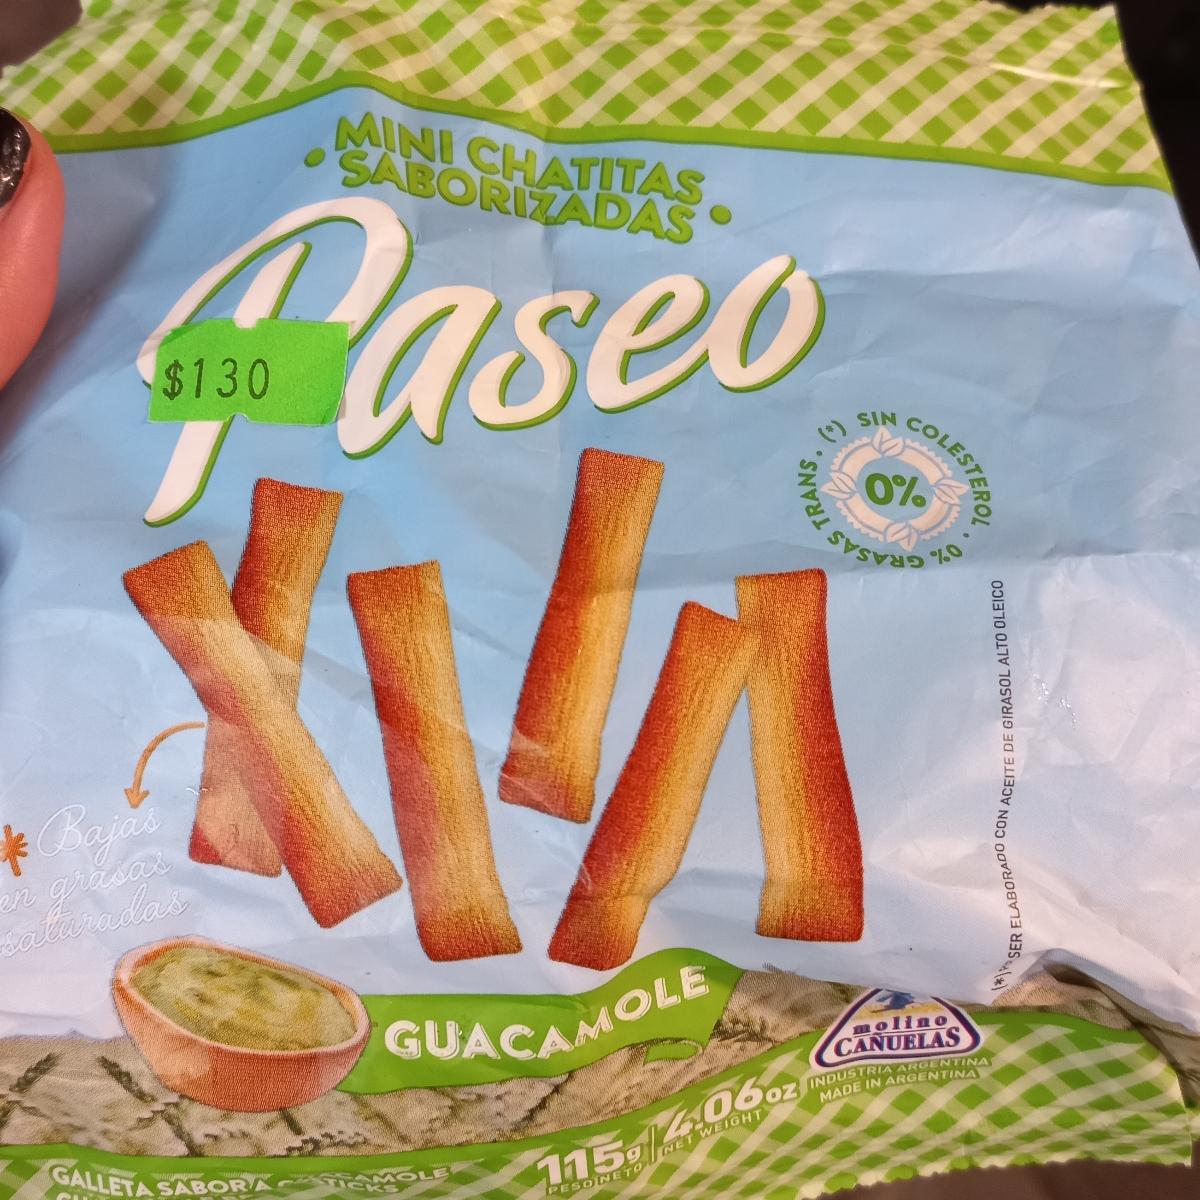 MINI CHATITAS
SABORIZADAS
Paseo
$130
(*) SIN COLESTEROL • 0% GRASAS TRANS.
0%
(*) SER ELABORADO CON ACEITE DE GIRASOL ALTO OLEICO
* Bajas
en grasas
saturadas
GUACAMOLE
molino
CAÑUELAS
INDUSTRIA ARGENTINA
MADE IN ARGENTINA
115g | 4.06oz
PESO NETO | NET WEIGHT
GALLETA SABOR A